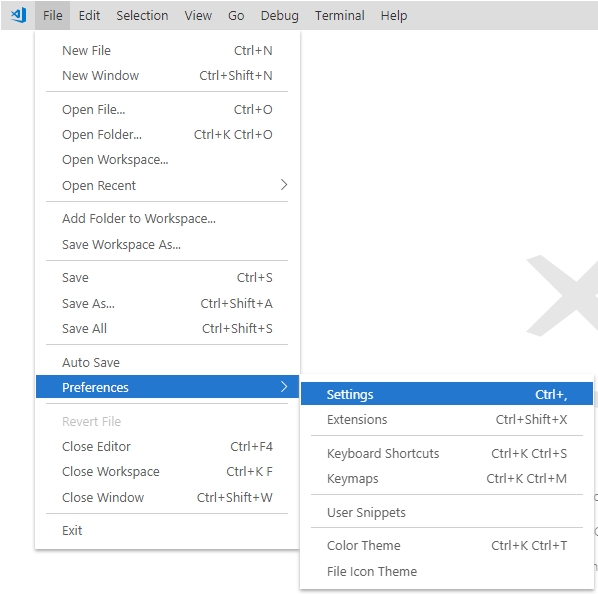 File Edit Selection View Go Debug Terminal Help
New File Ctrl+N
New Window Ctrl+Shift+N
Open File... Ctrl+O
Open Folder... Ctrl+K Ctrl+O
Open Workspace...
Open Recent
Add Folder to Workspace...
Save Workspace As...
Save Ctrl+S
Save As... Ctrl+Shift+A
Save All Ctrl+Shift+S
Auto Save
Preferences
Revert File
Close Editor Ctrl+F4
Close Workspace Ctrl+K F
Close Window Ctrl+Shift+W
Exit
Settings Ctrl+,
Extensions Ctrl+Shift+X
Keyboard Shortcuts Ctrl+K Ctrl+S
Keymaps Ctrl+K Ctrl+M
User Snippets
Color Theme Ctrl+K Ctrl+T
File Icon Theme